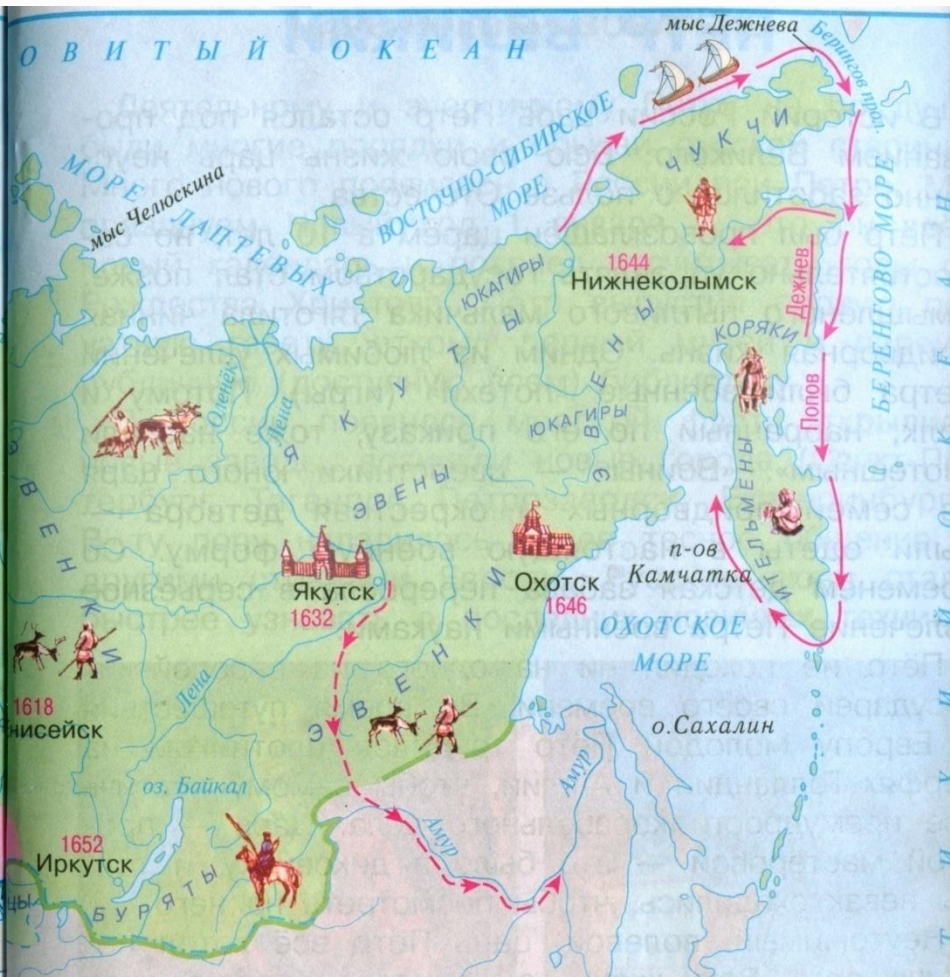 мыс Дежнева
ОВИТЫЙ ОКЕАН
Берингов прол.
ВОСТОЧНО-СИБИРСКОЕ
МОРЕ
ЧУКЧИ
МОРЕ ЛАПТЕВЫХ
мыс Челюскина
БЕРИНГОВО МОРЕ
1644
Нижнеколымск
ЮКАГИРЫ
Дежнев
КОРЯКИ
Оленёк
Лена
ЯКУТЫ
ЮКАГИРЫ
ЭВЕНЫ
Попов
ЭВЕНЫ
ЭВЕНКИ
ИТЕЛЬМЕНЫ
п-ов
Камчатка
Якутск
1632
Охотск
1646
ОХОТСКОЕ
МОРЕ
ЭВЕНКИ
Лена
1618
нисейск
о.Сахалин
Амур
оз. Байкал
Амур
1652
Иркутск
БУРЯТЫ
ЦЫ